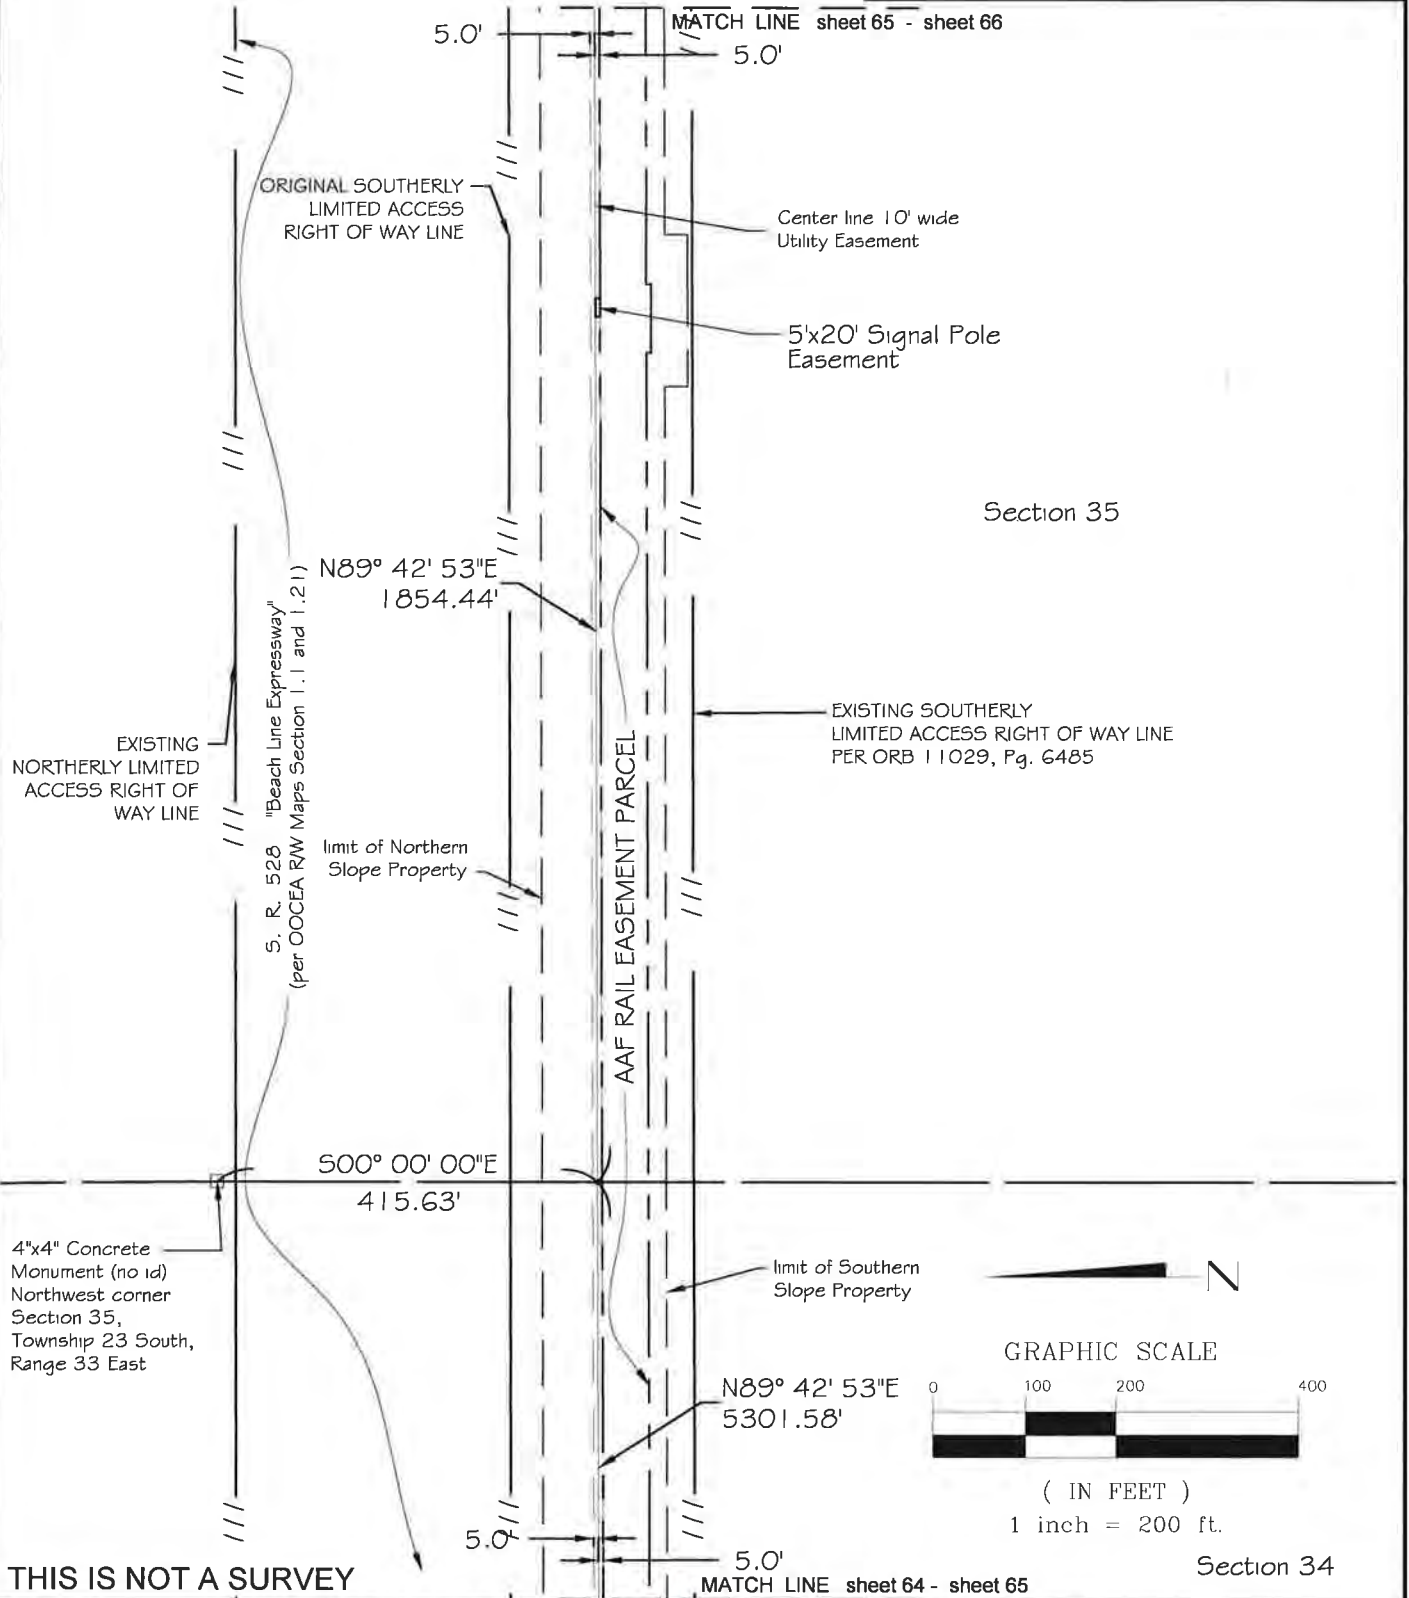 MATCH LINE sheet 65 - sheet 66
5.0'
5.0'
ORIGINAL SOUTHERLY
LIMITED ACCESS
RIGHT OF WAY LINE
Center line 10' wide
Utility Easement
5'x20' Signal Pole
Easement
Section 35
N89° 42' 53"E
1854.44'
S. R. 528 "Beach Line Expressway"
(per OOCEA R/W Maps Section 1.1 and 1.21)
EXISTING
NORTHERLY LIMITED
ACCESS RIGHT OF
WAY LINE
EXISTING SOUTHERLY
LIMITED ACCESS RIGHT OF WAY LINE
PER ORB 11029, Pg. 6485
AAF RAIL EASEMENT PARCEL
limit of Northern
Slope Property
S00° 00' 00"E
415.63'
4"x4" Concrete
Monument (no id)
Northwest corner
Section 35,
Township 23 South,
Range 33 East
limit of Southern
Slope Property
N
GRAPHIC SCALE
0 100 200 400
N89° 42' 53"E
5301.58'
( IN FEET )
1 inch = 200 ft.
5.0'
5.0'
Section 34
THIS IS NOT A SURVEY
MATCH LINE sheet 64 - sheet 65